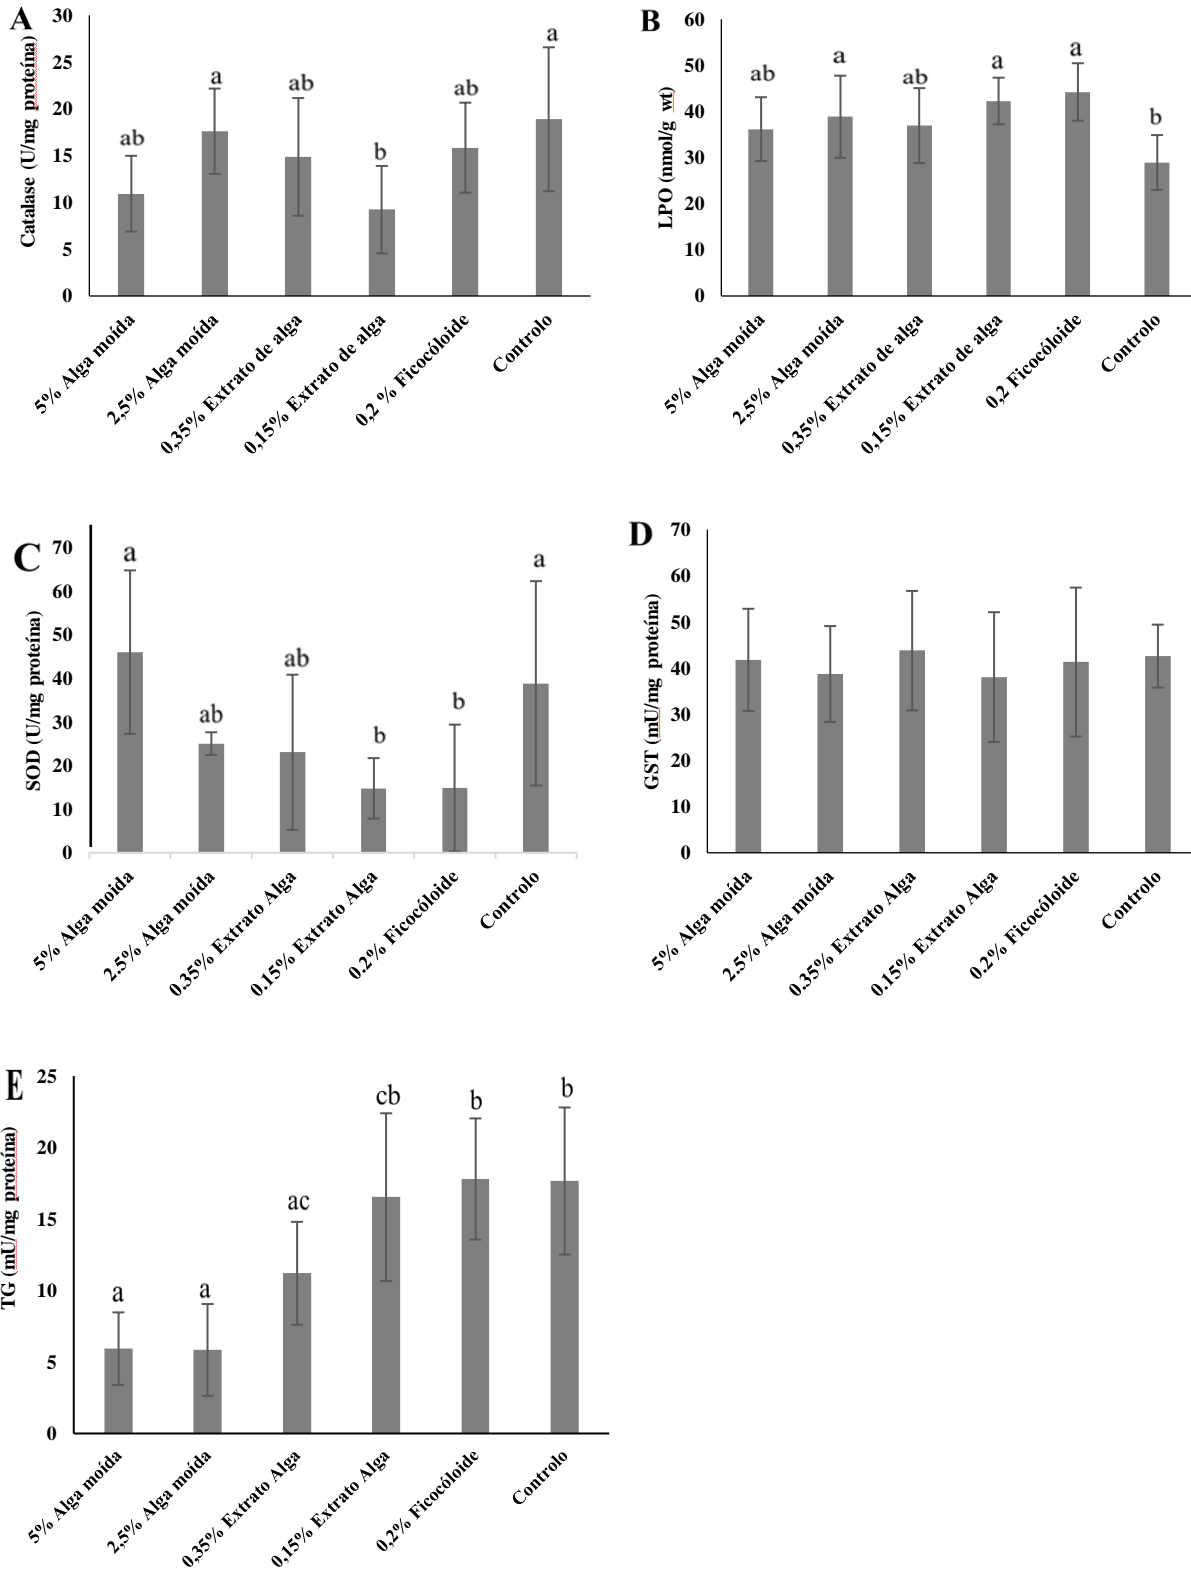 A
Catalase (U/mg proteína)
30
25
20
15
10
5
0
ab
a
ab
b
ab
a
5% Alga moída
2,5% Alga moída
0,35% Extrato de alga
0,15% Extrato de alga
0,2 % Ficocóloide
Controlo
B
LPO (nmol/g wt)
60
50
40
30
20
10
0
ab
a
ab
a
a
b
5% Alga moída
2,5% Alga moída
0,35% Extrato de alga
0,15% Extrato de alga
0,2 Ficocóloide
Controlo
C
SOD (U/mg proteína)
70
60
50
40
30
20
10
0
a
ab
ab
b
b
a
5% Alga moida
2.5% Alga moída
0.35% Extrato Alga
0.15% Extrato Alga
0.2% Ficocóloide
Controlo
D
GST (mU/mg proteína)
70
60
50
40
30
20
10
0
5% Alga moída
2.5% Alga moída
0.35% Extrato Alga
0.15% Extrato Alga
0.2% Ficocóloide
Controlo
E
TG (mU/mg proteína)
25
20
15
10
5
0
a
a
ac
cb
b
b
5% Alga moída
2,5% Alga moída
0,35% Extrato Alga
0,15% Extrato Alga
0,2% Ficocóloide
Controlo